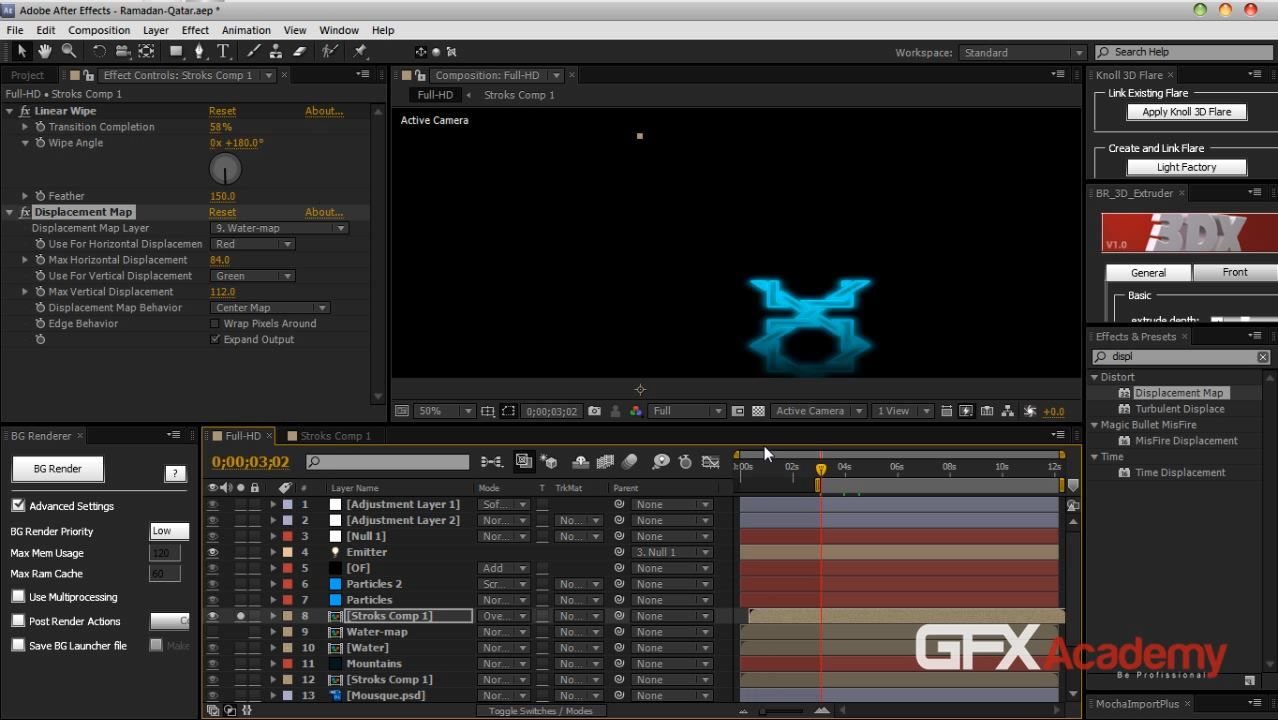 Adobe After Effects - Ramadan-Qatar.aep *
File Edit Composition Layer Effect Animation View Window Help
Workspace: Standard Search Help
Project Effect Controls: Stroks Comp 1
Full-HD • Stroks Comp 1
fx Linear Wipe Reset About...
Transition Completion 58%
Wipe Angle 0x +180.0°
Feather 150.0
fx Displacement Map Reset About...
Displacement Map Layer 9. Water-map
Use For Horizontal Displacemen Red
Max Horizontal Displacement 84.0
Use For Vertical Displacement Green
Max Vertical Displacement 112.0
Displacement Map Behavior Center Map
Edge Behavior Wrap Pixels Around
Expand Output
Composition: Full-HD
Full-HD Stroks Comp 1
Active Camera
50% 0;00;03;02 Full Active Camera 1 View +0.0
Knoll 3D Flare
Link Existing Flare
Apply Knoll 3D Flare
Create and Link Flare
Light Factory
BR_3D_Extruder
V1.0 3DX
General Front
Basic
extrude depth:
Effects & Presets
displ
Distort
Displacement Map
Turbulent Displace
Magic Bullet MisFire
MisFire Displacement
Time
Time Displacement
MochaImportPlus
BG Renderer
BG Render ?
Advanced Settings
BG Render Priority Low
Max Mem Usage 120
Max Ram Cache 60
Use Multiprocessing
Post Render Actions
Save BG Launcher file Make
Full-HD Stroks Comp 1
0;00;03;02
:00s 02s 04s 06s 08s 10s 12s
# Layer Name Mode T TrkMat Parent
1 [Adjustment Layer 1] Sof... None
2 [Adjustment Layer 2] Nor... No... None
3 [Null 1] Nor... No... None
4 Emitter 3. Null 1
5 [OF] Add No... None
6 Particles 2 Scr... No... None
7 Particles Nor... No... None
8 [Stroks Comp 1] Ove... No... None
9 Water-map Nor... No... None
10 [Water] Nor... No... None
11 Mountains Nor... No... None
12 [Stroks Comp 1] Nor... No... None
13 [Mousque.psd] Nor... No... None
Toggle Switches / Modes
GFXAcademy
Be Profissional